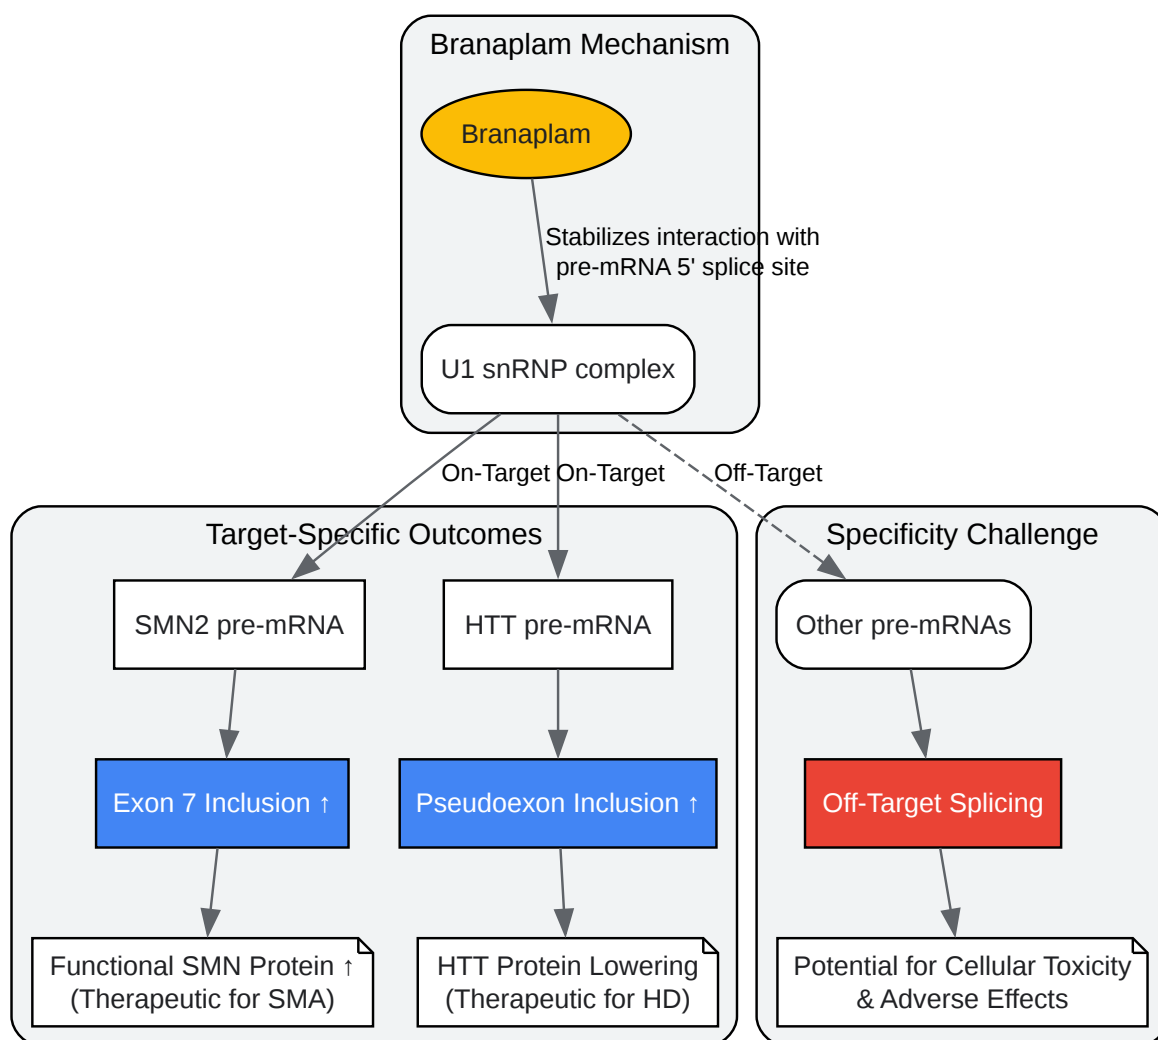 Branaplam Mechanism
Branaplam
Stabilizes interaction with
pre-mRNA 5' splice site
U1 snRNP complex
On-Target
On-Target
Off-Target
Target-Specific Outcomes
Specificity Challenge
SMN2 pre-mRNA
HTT pre-mRNA
Other pre-mRNAs
Exon 7 Inclusion ↑
Pseudoexon Inclusion ↑
Off-Target Splicing
Functional SMN Protein ↑
(Therapeutic for SMA)
HTT Protein Lowering
(Therapeutic for HD)
Potential for Cellular Toxicity
& Adverse Effects